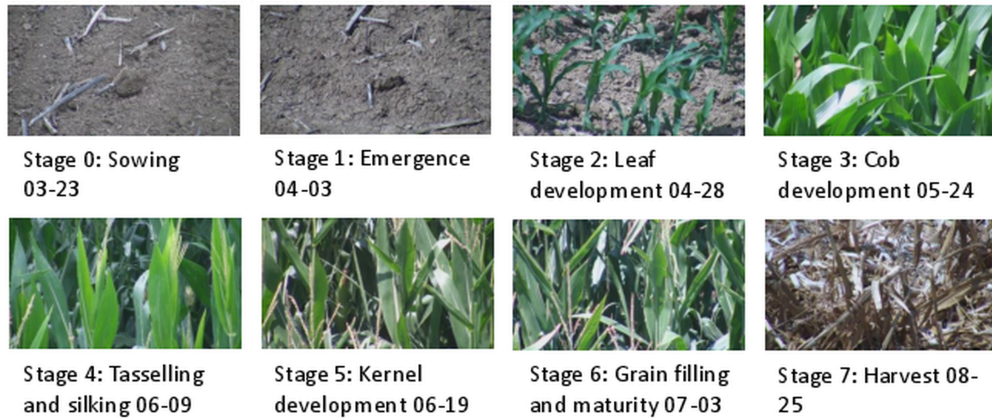 Stage 0: Sowing
03-23
Stage 1: Emergence
04-03
Stage 2: Leaf
development 04-28
Stage 3: Cob
development 05-24
Stage 4: Tasselling
and silking 06-09
Stage 5: Kernel
development 06-19
Stage 6: Grain filling
and maturity 07-03
Stage 7: Harvest 08-
25